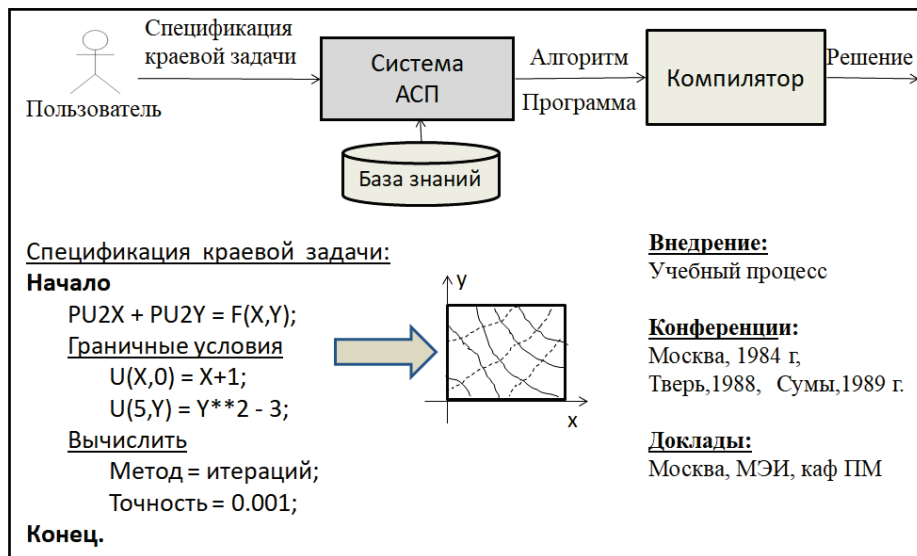 Спецификация
краевой задачи
Пользователь
Система
АСП
Алгоритм
Программа
Компилятор
Решение
База знаний
Спецификация краевой задачи:
Начало
PU2X + PU2Y = F(X,Y);
Граничные условия
U(X,0) = X+1;
U(5,Y) = Y**2 - 3;
Вычислить
Метод = итераций;
Точность = 0.001;
Конец.
y
x
Внедрение:
Учебный процесс
Конференции:
Москва, 1984 г,
Тверь,1988, Сумы,1989 г.
Доклады:
Москва, МЭИ, каф ПМ